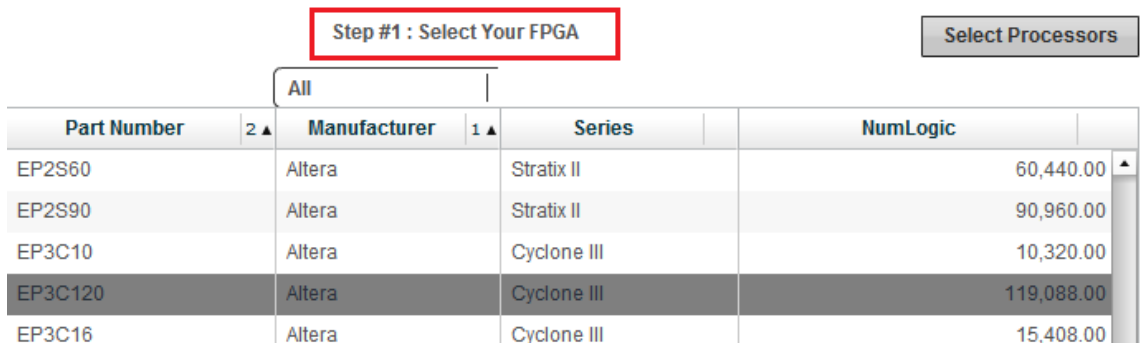 Step #1 : Select Your FPGA
Select Processors
All
Part Number 2 Manufacturer 1 Series NumLogic
EP2S60 Altera Stratix II 60,440.00
EP2S90 Altera Stratix II 90,960.00
EP3C10 Altera Cyclone III 10,320.00
EP3C120 Altera Cyclone III 119,088.00
EP3C16 Altera Cyclone III 15,408.00